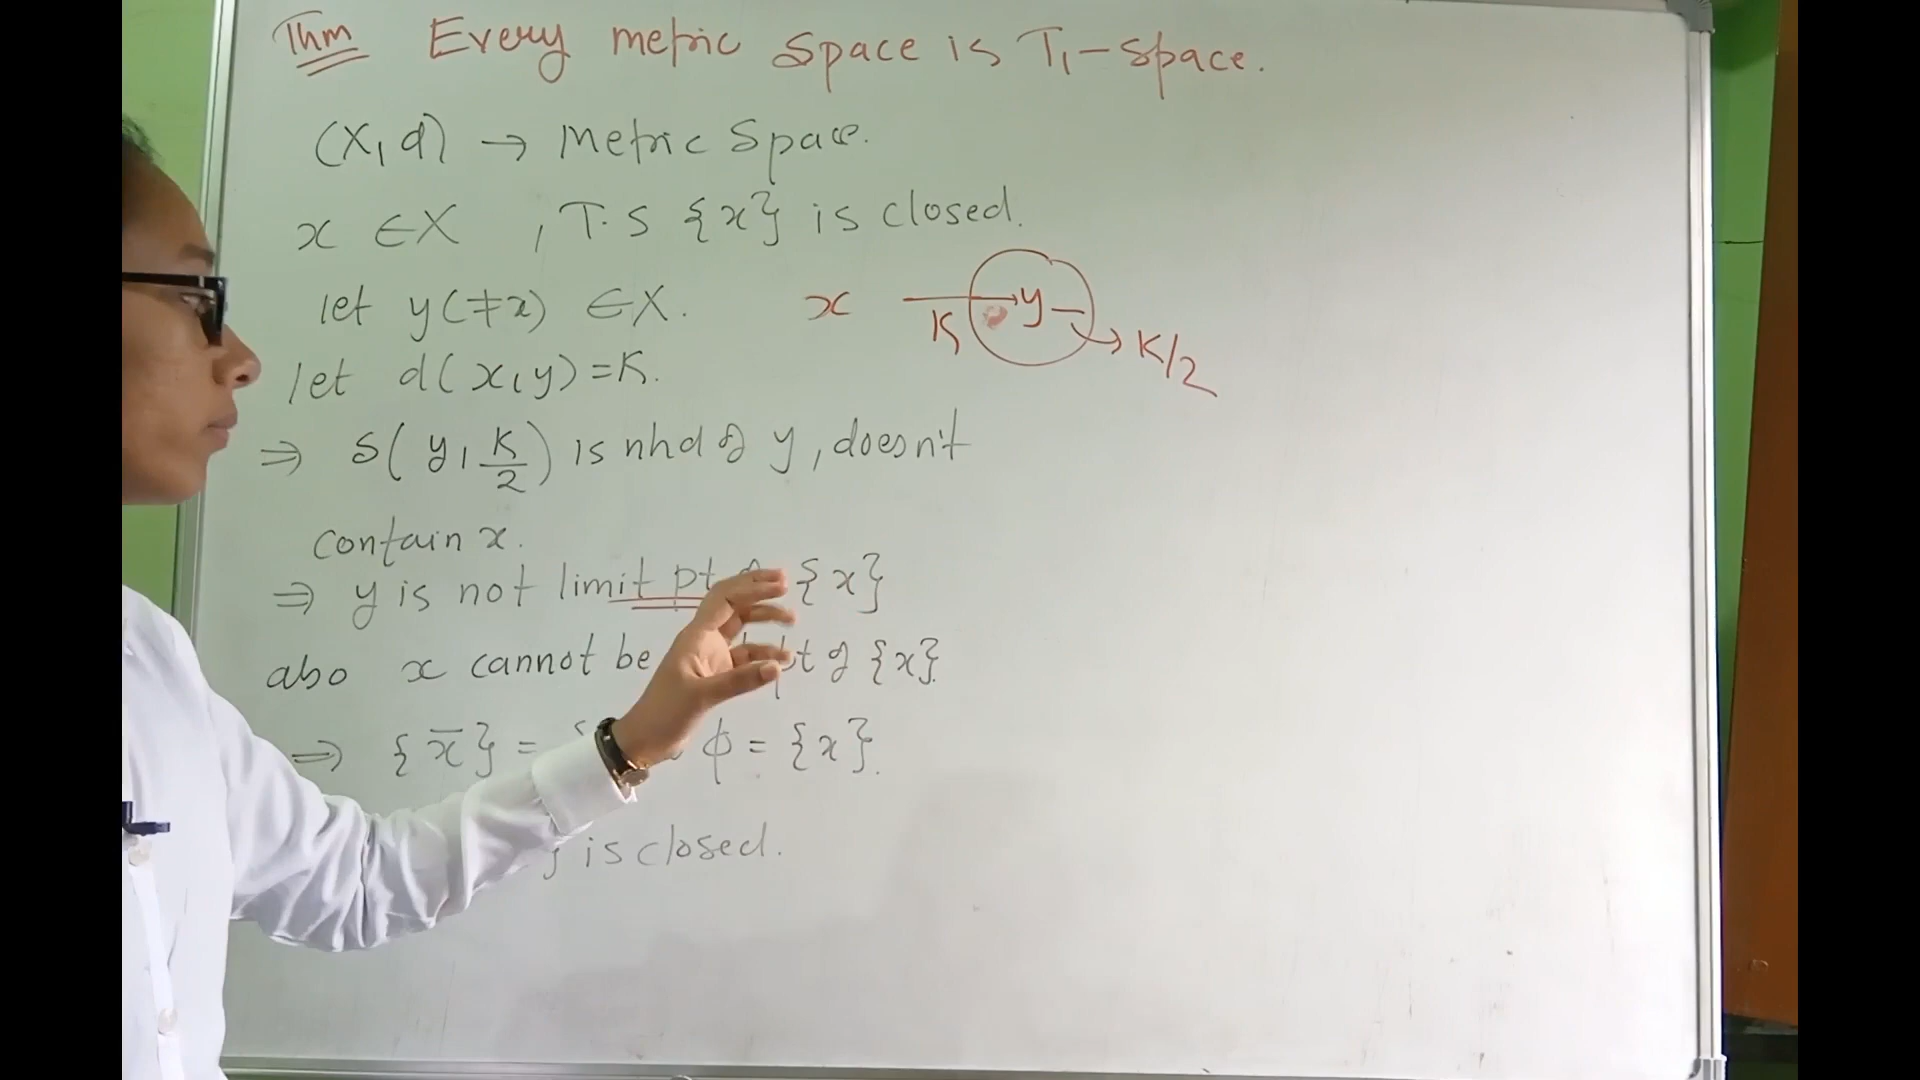 Thm Every metric space is T₁-space.
(X, d) → Metric Space.
x ∈ X , T.S {x} is closed.
let y(≠x) ∈ X.
x K y → K/2
let d(x, y) = K.
⇒ S(y, K/2) is nhd of y, doesn't
contain x.
⇒ y is not limit pt of {x}
also x cannot be pt of {x}.
⇒ {x̄} = φ = {x}.
} is closed.